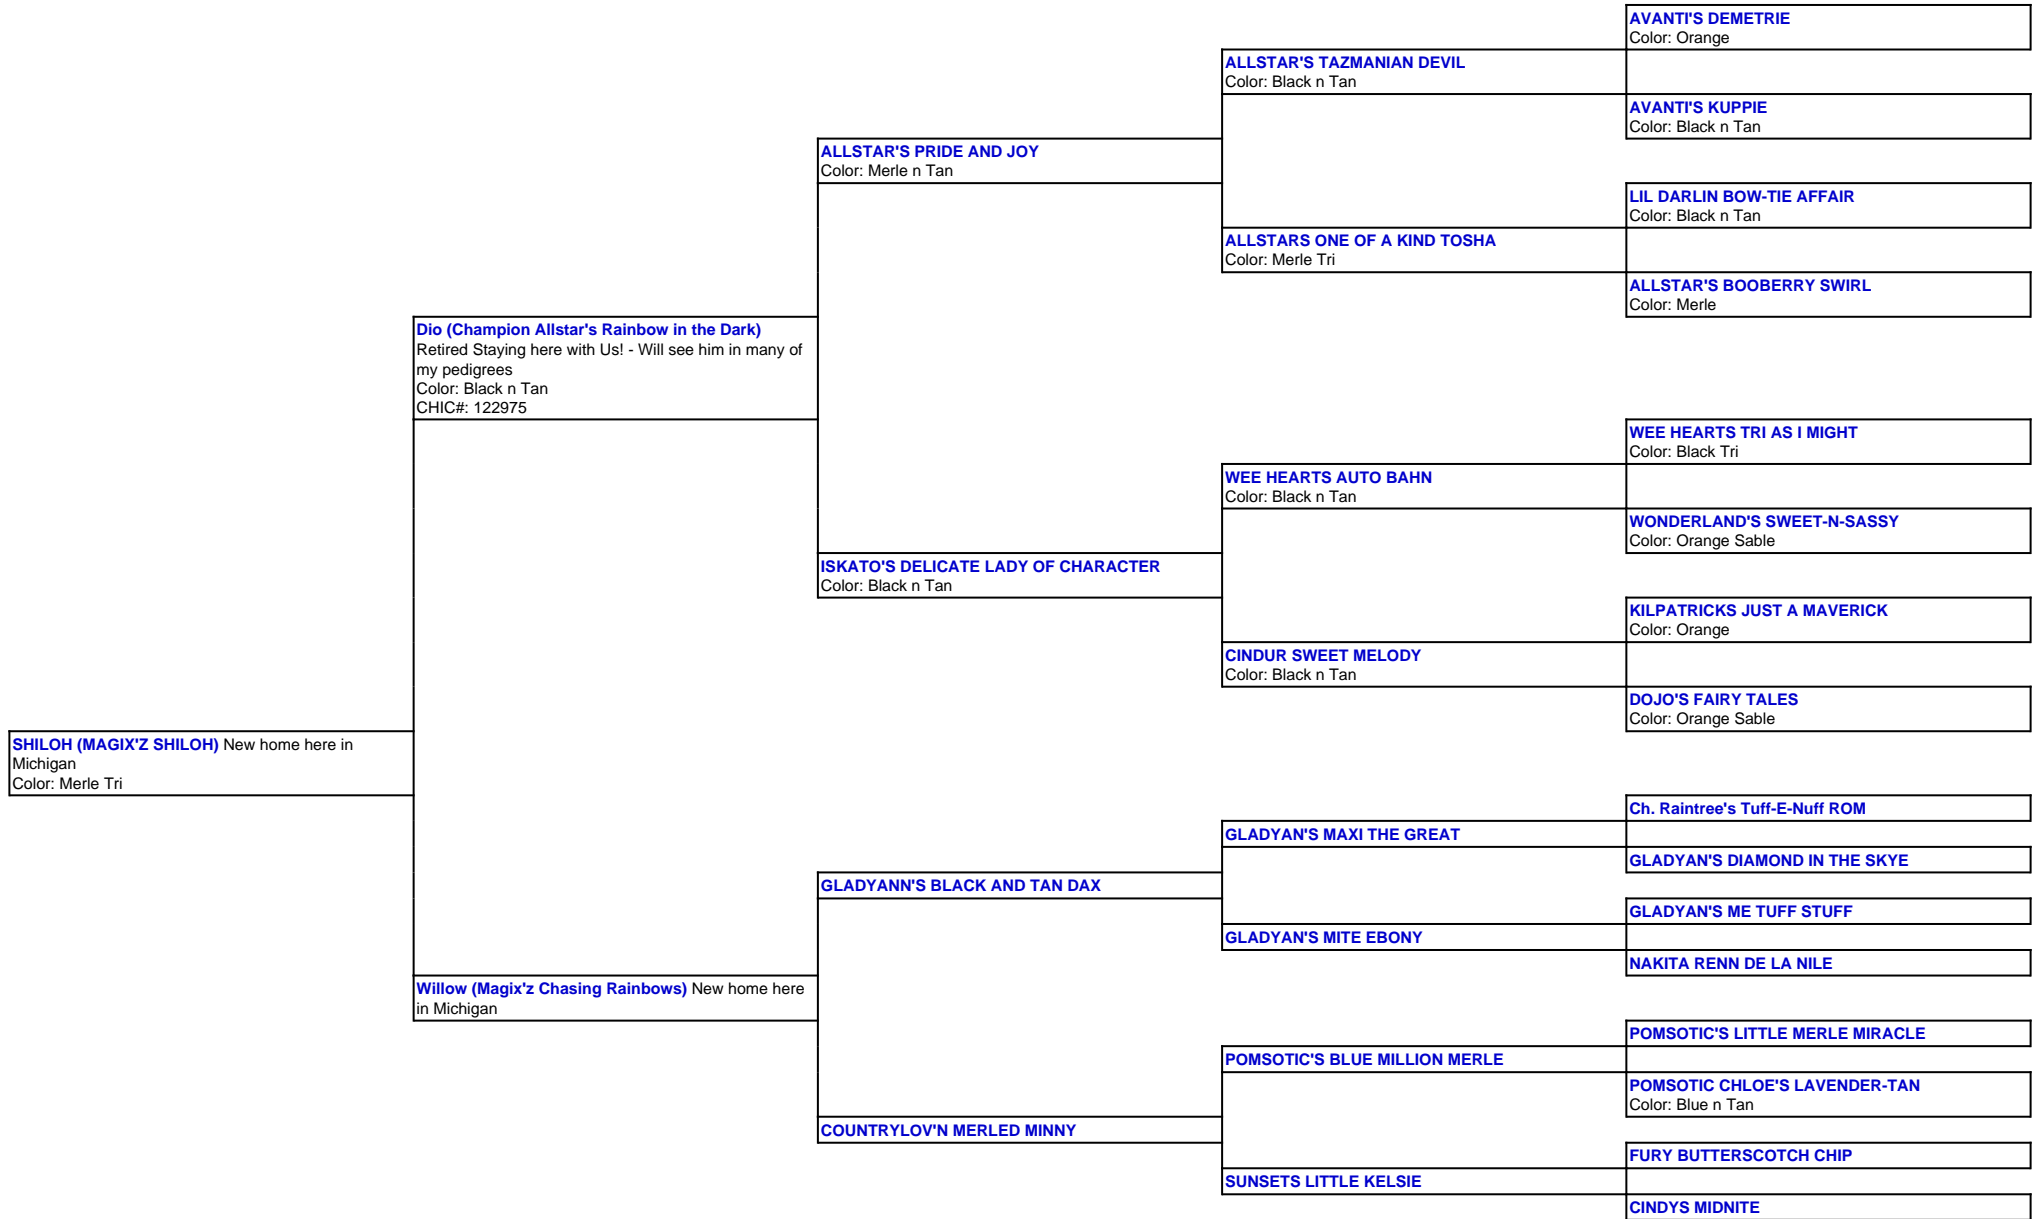 AVANTI'S DEMETRIE
Color: Orange
ALLSTAR'S TAZMANIAN DEVIL
Color: Black n Tan
AVANTI'S KUPPIE
Color: Black n Tan
ALLSTAR'S PRIDE AND JOY
Color: Merle n Tan
LIL DARLIN BOW-TIE AFFAIR
Color: Black n Tan
ALLSTARS ONE OF A KIND TOSHA
Color: Merle Tri
ALLSTAR'S BOOBERRY SWIRL
Color: Merle
Dio (Champion Allstar's Rainbow in the Dark)
Retired Staying here with Us! - Will see him in many of
my pedigrees
Color: Black n Tan
CHIC#: 122975
WEE HEARTS TRI AS I MIGHT
Color: Black Tri
WEE HEARTS AUTO BAHN
Color: Black n Tan
WONDERLAND'S SWEET-N-SASSY
Color: Orange Sable
ISKATO'S DELICATE LADY OF CHARACTER
Color: Black n Tan
KILPATRICKS JUST A MAVERICK
Color: Orange
CINDUR SWEET MELODY
Color: Black n Tan
DOJO'S FAIRY TALES
Color: Orange Sable
SHILOH (MAGIX'Z SHILOH) New home here in
Michigan
Color: Merle Tri
Ch. Raintree's Tuff-E-Nuff ROM
GLADYAN'S MAXI THE GREAT
GLADYAN'S DIAMOND IN THE SKYE
GLADYANN'S BLACK AND TAN DAX
GLADYAN'S ME TUFF STUFF
GLADYAN'S MITE EBONY
NAKITA RENN DE LA NILE
Willow (Magix'z Chasing Rainbows) New home here
in Michigan
POMSOTIC'S LITTLE MERLE MIRACLE
POMSOTIC'S BLUE MILLION MERLE
POMSOTIC CHLOE'S LAVENDER-TAN
Color: Blue n Tan
COUNTRYLOV'N MERLED MINNY
FURY BUTTERSCOTCH CHIP
SUNSETS LITTLE KELSIE
CINDYS MIDNITE